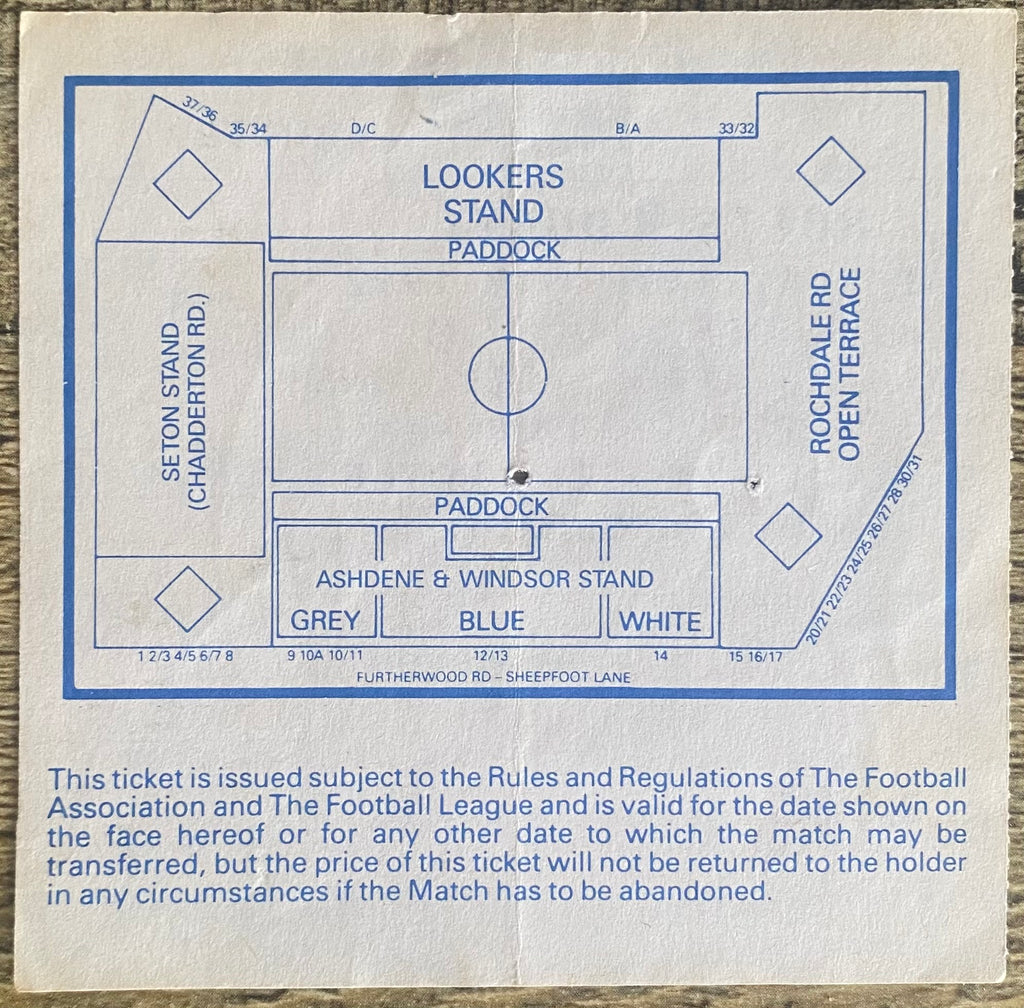 37/36
35/34
D/C
B/A
33/32
LOOKERS
STAND
PADDOCK
SETON STAND
(CHADDERTON RD.)
ROCHDALE RD
OPEN TERRACE
PADDOCK
ASHDENE & WINDSOR STAND
GREY
BLUE
WHITE
20/21 22/23 24/25 26/27 28 30/31
1 2/3 4/5 6/7 8
9 10A 10/11
12/13
14
15 16/17
FURTHERWOOD RD – SHEEPFOOT LANE
This ticket is issued subject to the Rules and Regulations of The Football
Association and The Football League and is valid for the date shown on
the face hereof or for any other date to which the match may be
transferred, but the price of this ticket will not be returned to the holder
in any circumstances if the Match has to be abandoned.